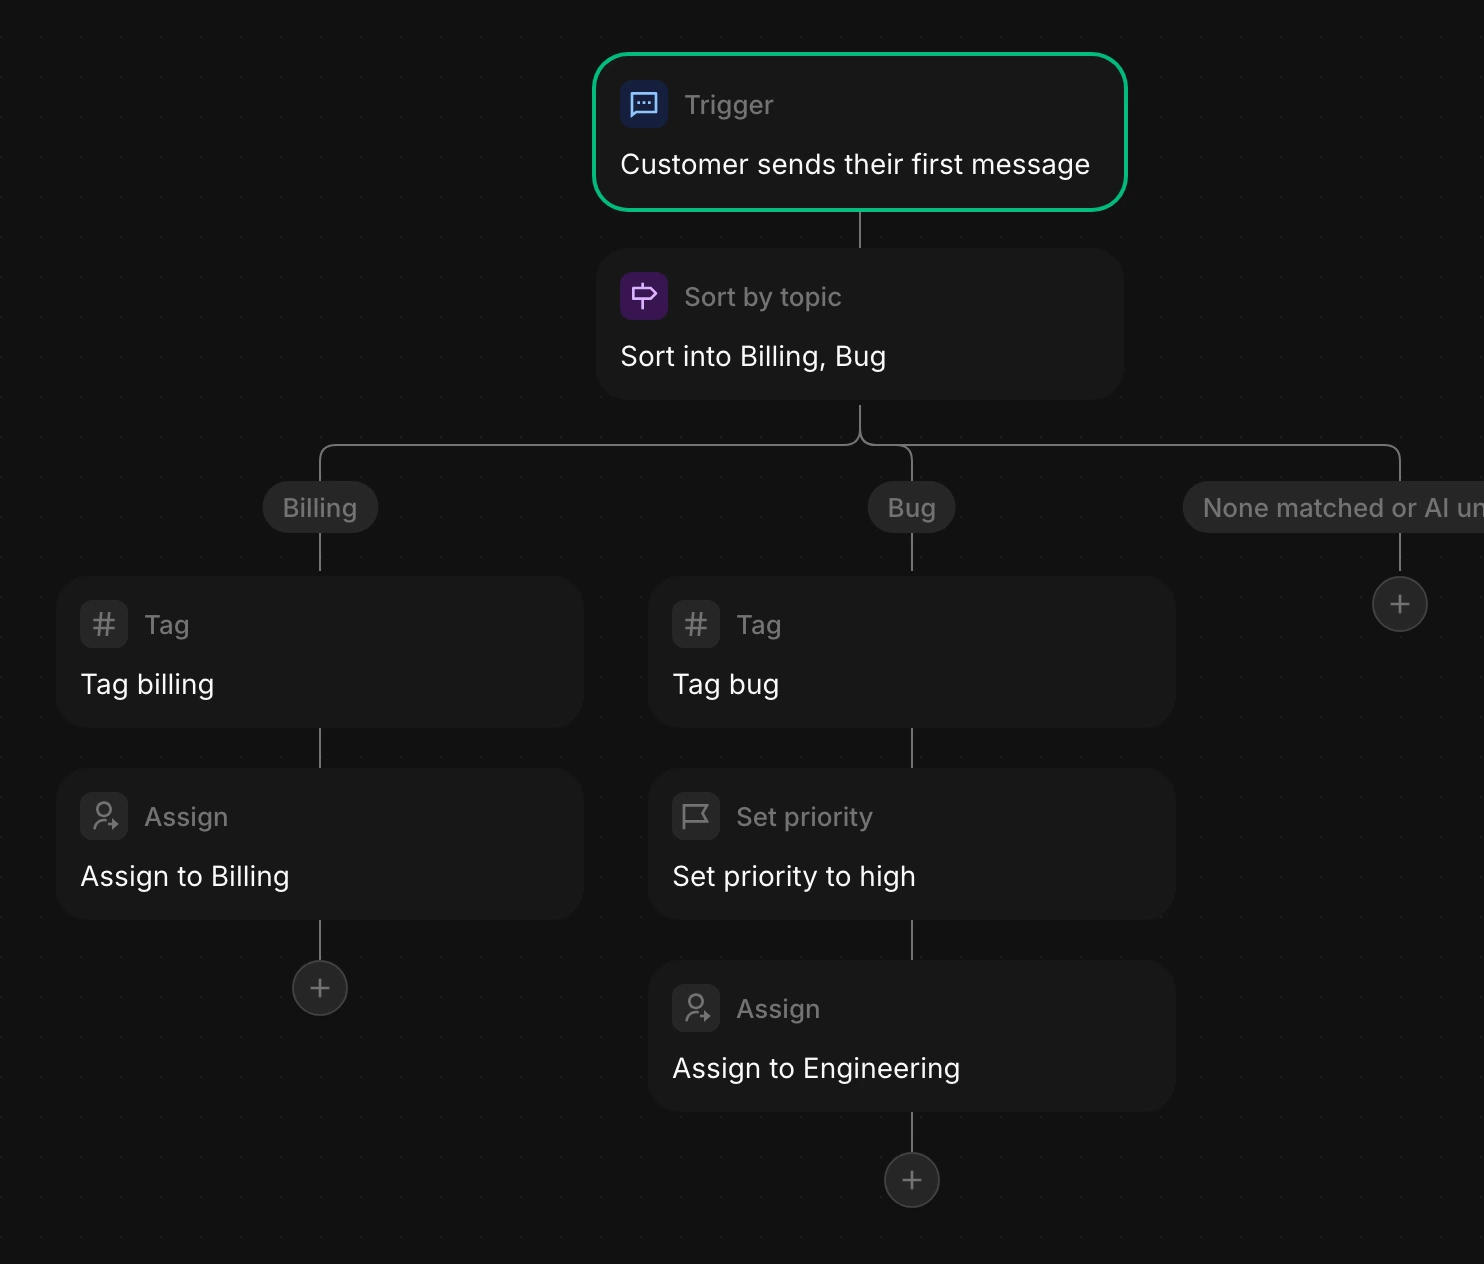 Trigger
Customer sends their first message
Sort by topic
Sort into Billing, Bug
Billing
Bug
None matched or AI
Tag
Tag billing
Tag
Tag bug
Assign
Assign to Billing
Set priority
Set priority to high
Assign
Assign to Engineering